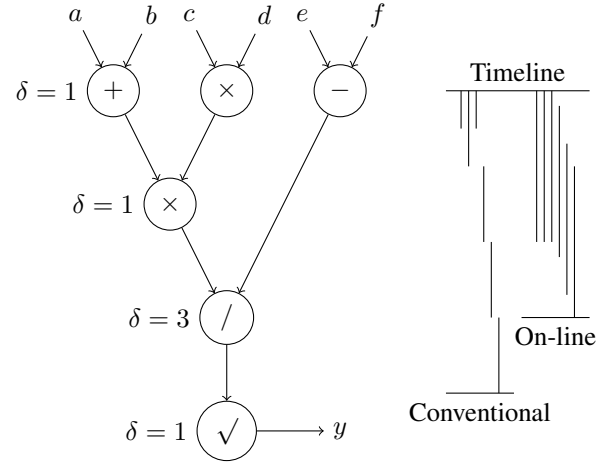 a b c d e f
Timeline
δ = 1 + × −
δ = 1 ×
δ = 3 /
On-line
Conventional
δ = 1 √ y